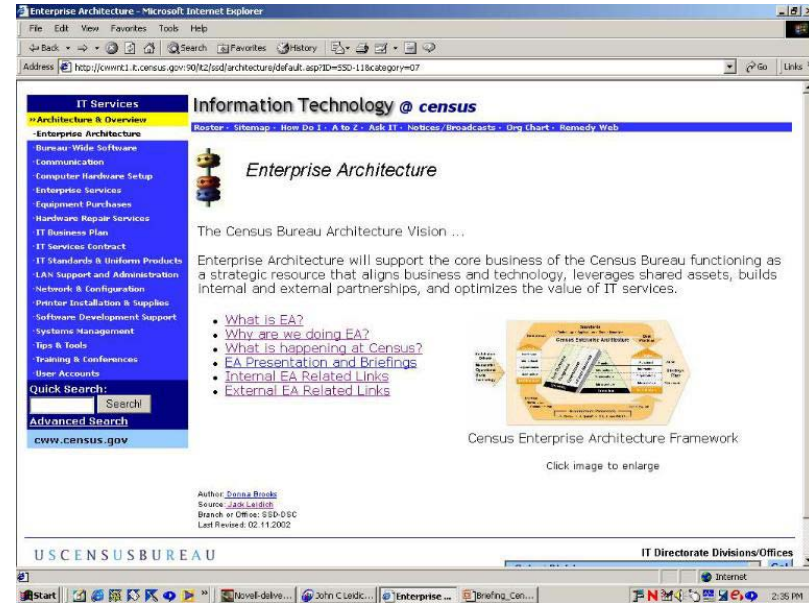 Enterprise Architecture - Microsoft Internet Explorer
File Edit View Favorites Tools Help
Back Search Favorites History
Address http://cwwnt1.it.census.gov:90/it2/ssd/architecture/default.asp?ID=SSD-11&category=07 Go Links
IT Services
Architecture & Overview
-Enterprise Architecture
·Bureau-Wide Software
·Communication
·Computer Hardware Setup
·Enterprise Services
·Equipment Purchases
·Hardware Repair Services
·IT Business Plan
·IT Services Contract
·IT Standards & Uniform Products
·LAN Support and Administration
·Network & Configuration
·Printer Installation & Supplies
·Software Development Support
·Systems Management
·Tips & Tools
·Training & Conferences
·User Accounts
Quick Search:
Search!
Advanced Search
cww.census.gov
Information Technology @ census
Roster · Sitemap · How Do I · A to Z · Ask IT · Notices/Broadcasts · Org Chart · Remedy Web
Enterprise Architecture
The Census Bureau Architecture Vision ...
Enterprise Architecture will support the core business of the Census Bureau functioning as
a strategic resource that aligns business and technology, leverages shared assets, builds
internal and external partnerships, and optimizes the value of IT services.
• What is EA?
• Why are we doing EA?
• What is happening at Census?
• EA Presentation and Briefings
• Internal EA Related Links
• External EA Related Links
Census Enterprise Architecture
Census Enterprise Architecture Framework
Click image to enlarge
Author: Donna Brooks
Source: Jack Leidich
Branch or Office: SSD-DSC
Last Revised: 02.11.2002
USCENSUSBUREAU
IT Directorate Divisions/Offices
Internet
Start Novell-delive... John C Leidic... Enterprise ... Briefing_Cen... 2:35 PM